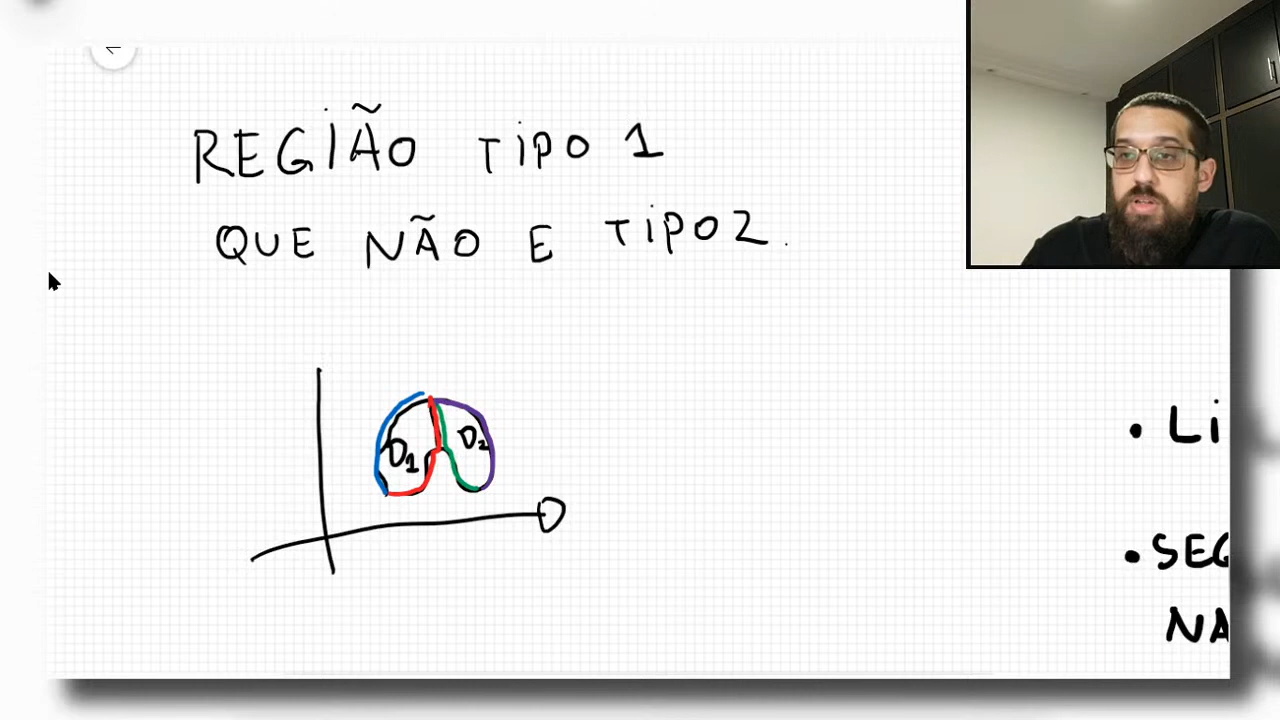 REGIÃO TIPO 1
QUE NÃO E TIPO 2.
D1 D2
• Li
• SEG
NA